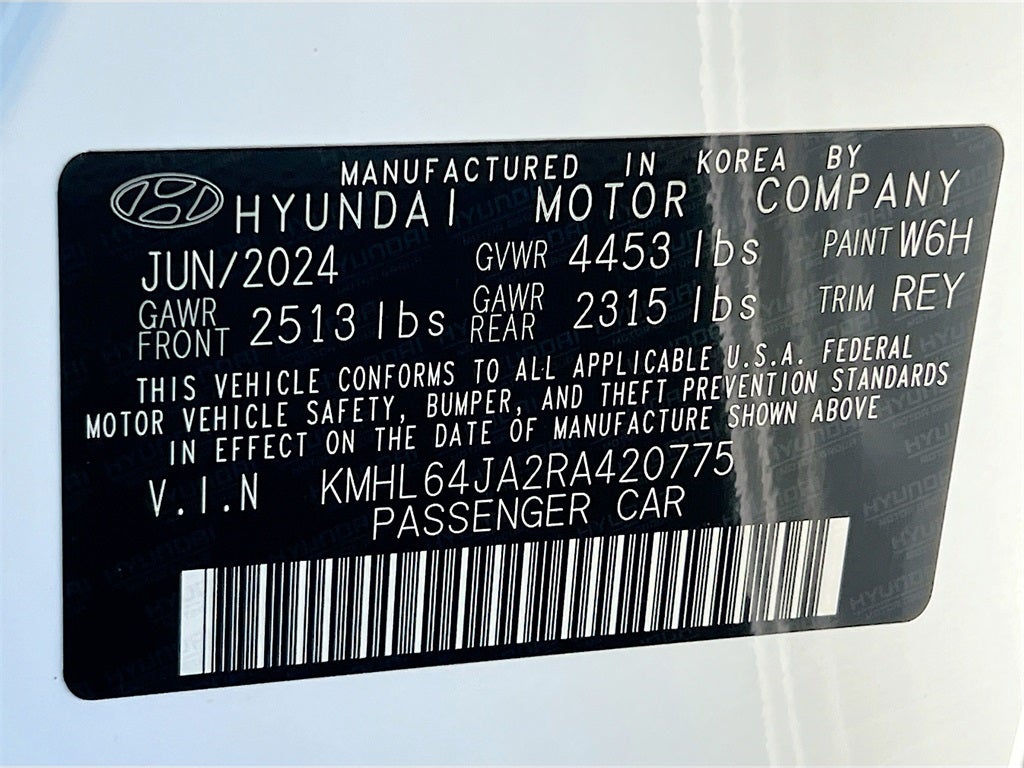 MANUFACTURED IN KOREA BY
HYUNDAI MOTOR COMPANY
JUN/2024 GVWR 4453 lbs PAINT W6H
GAWR FRONT 2513 lbs GAWR REAR 2315 lbs TRIM REY
THIS VEHICLE CONFORMS TO ALL APPLICABLE U.S.A. FEDERAL
MOTOR VEHICLE SAFETY, BUMPER, AND THEFT PREVENTION STANDARDS
IN EFFECT ON THE DATE OF MANUFACTURE SHOWN ABOVE
V.I.N KMHL64JA2RA420775
PASSENGER CAR